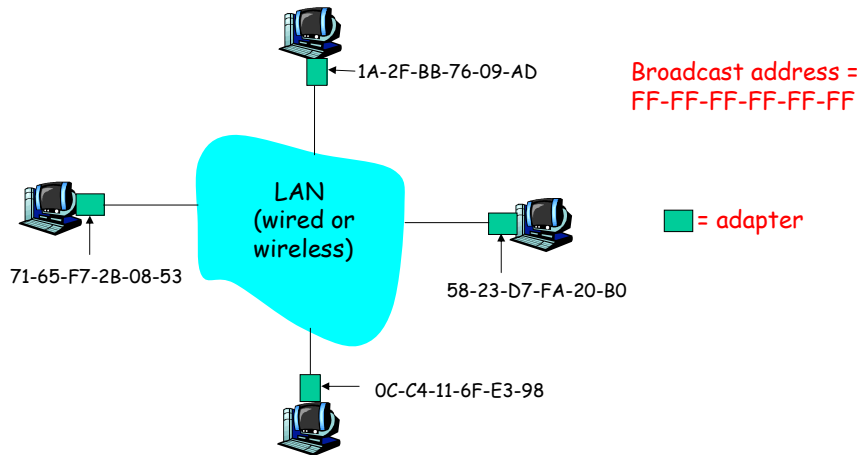 1A-2F-BB-76-09-AD
Broadcast address =
FF-FF-FF-FF-FF-FF
LAN
(wired or
wireless)
= adapter
71-65-F7-2B-08-53
58-23-D7-FA-20-B0
0C-C4-11-6F-E3-98